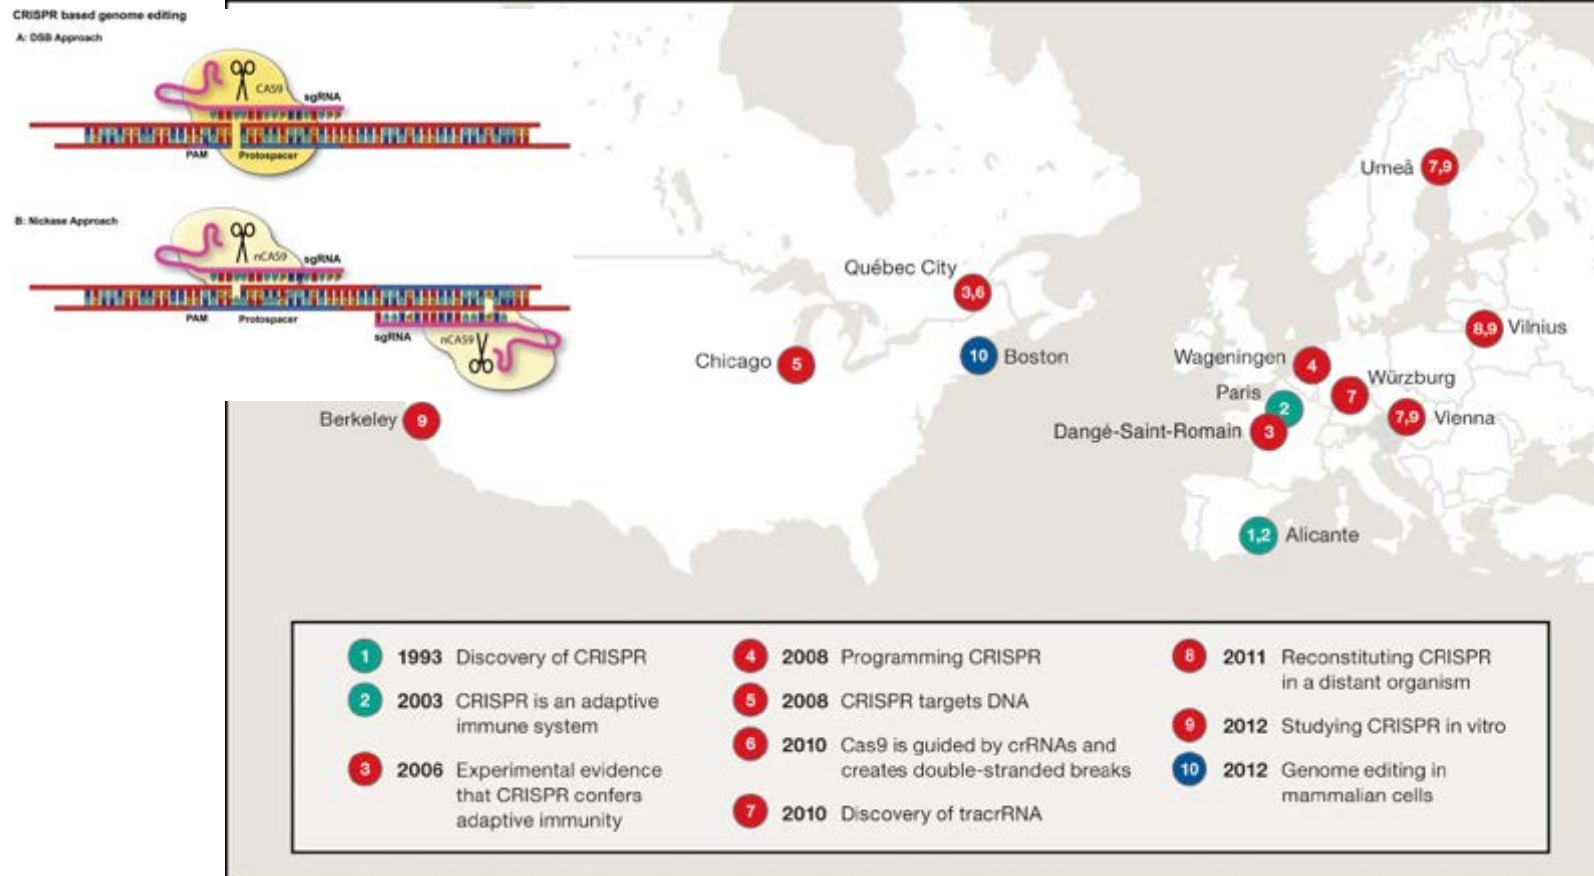 CRISPR based genome editing
A: DSB Approach
CAS9
sgRNA
PAM
Protospacer
B: Nickase Approach
nCAS9
sgRNA
PAM
Protospacer
sgRNA
nCAS9
Umeå
7,9
Québec City
3,6
8,9
Vilnius
Chicago
5
10
Boston
Wageningen
4
Würzburg
7
Paris
2
Berkeley
9
Dangé-Saint-Romain
3
7,9
Vienna
1,2
Alicante
1 1993 Discovery of CRISPR
2 2003 CRISPR is an adaptive
immune system
3 2006 Experimental evidence
that CRISPR confers
adaptive immunity
4 2008 Programming CRISPR
5 2008 CRISPR targets DNA
6 2010 Cas9 is guided by crRNAs and
creates double-stranded breaks
7 2010 Discovery of tracrRNA
8 2011 Reconstituting CRISPR
in a distant organism
9 2012 Studying CRISPR in vitro
10 2012 Genome editing in
mammalian cells